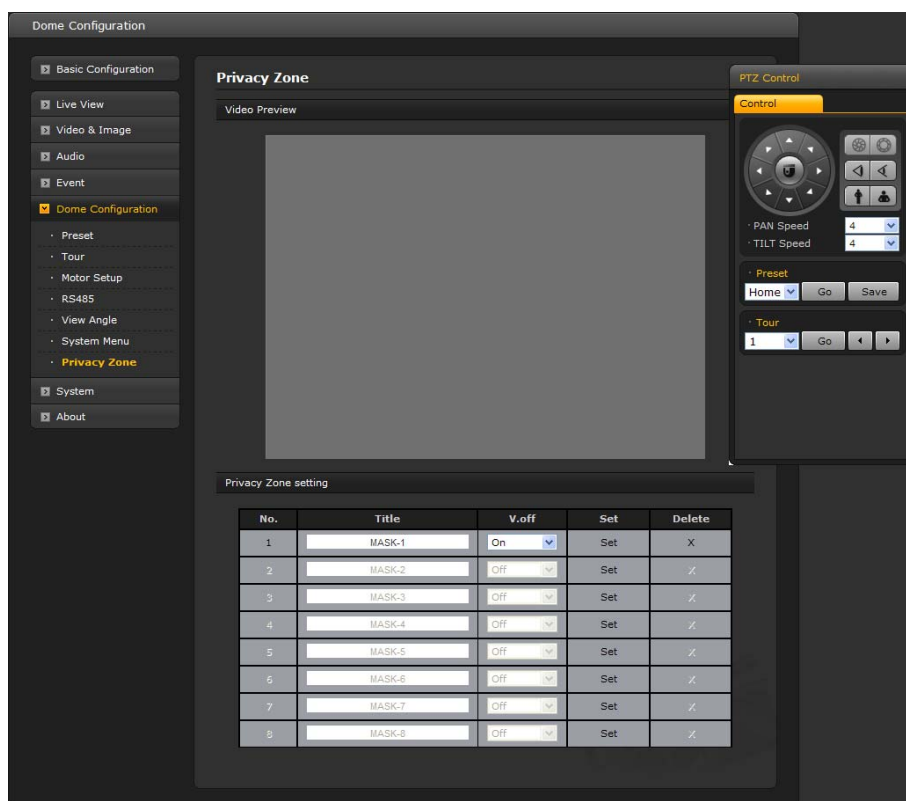 Dome Configuration
Basic Configuration
Live View
Video & Image
Audio
Event
Dome Configuration
· Preset
· Tour
· Motor Setup
· RS485
· View Angle
· System Menu
· Privacy Zone
System
About
Privacy Zone
Video Preview
Privacy Zone setting
No. Title V.off Set Delete
1 MASK-1 On Set X
2 MASK-2 Off Set X
3 MASK-3 Off Set X
4 MASK-4 Off Set X
5 MASK-5 Off Set X
6 MASK-6 Off Set X
7 MASK-7 Off Set X
8 MASK-8 Off Set X
PTZ Control
Control
· PAN Speed 4
· TILT Speed 4
· Preset
Home Go Save
· Tour
1 Go